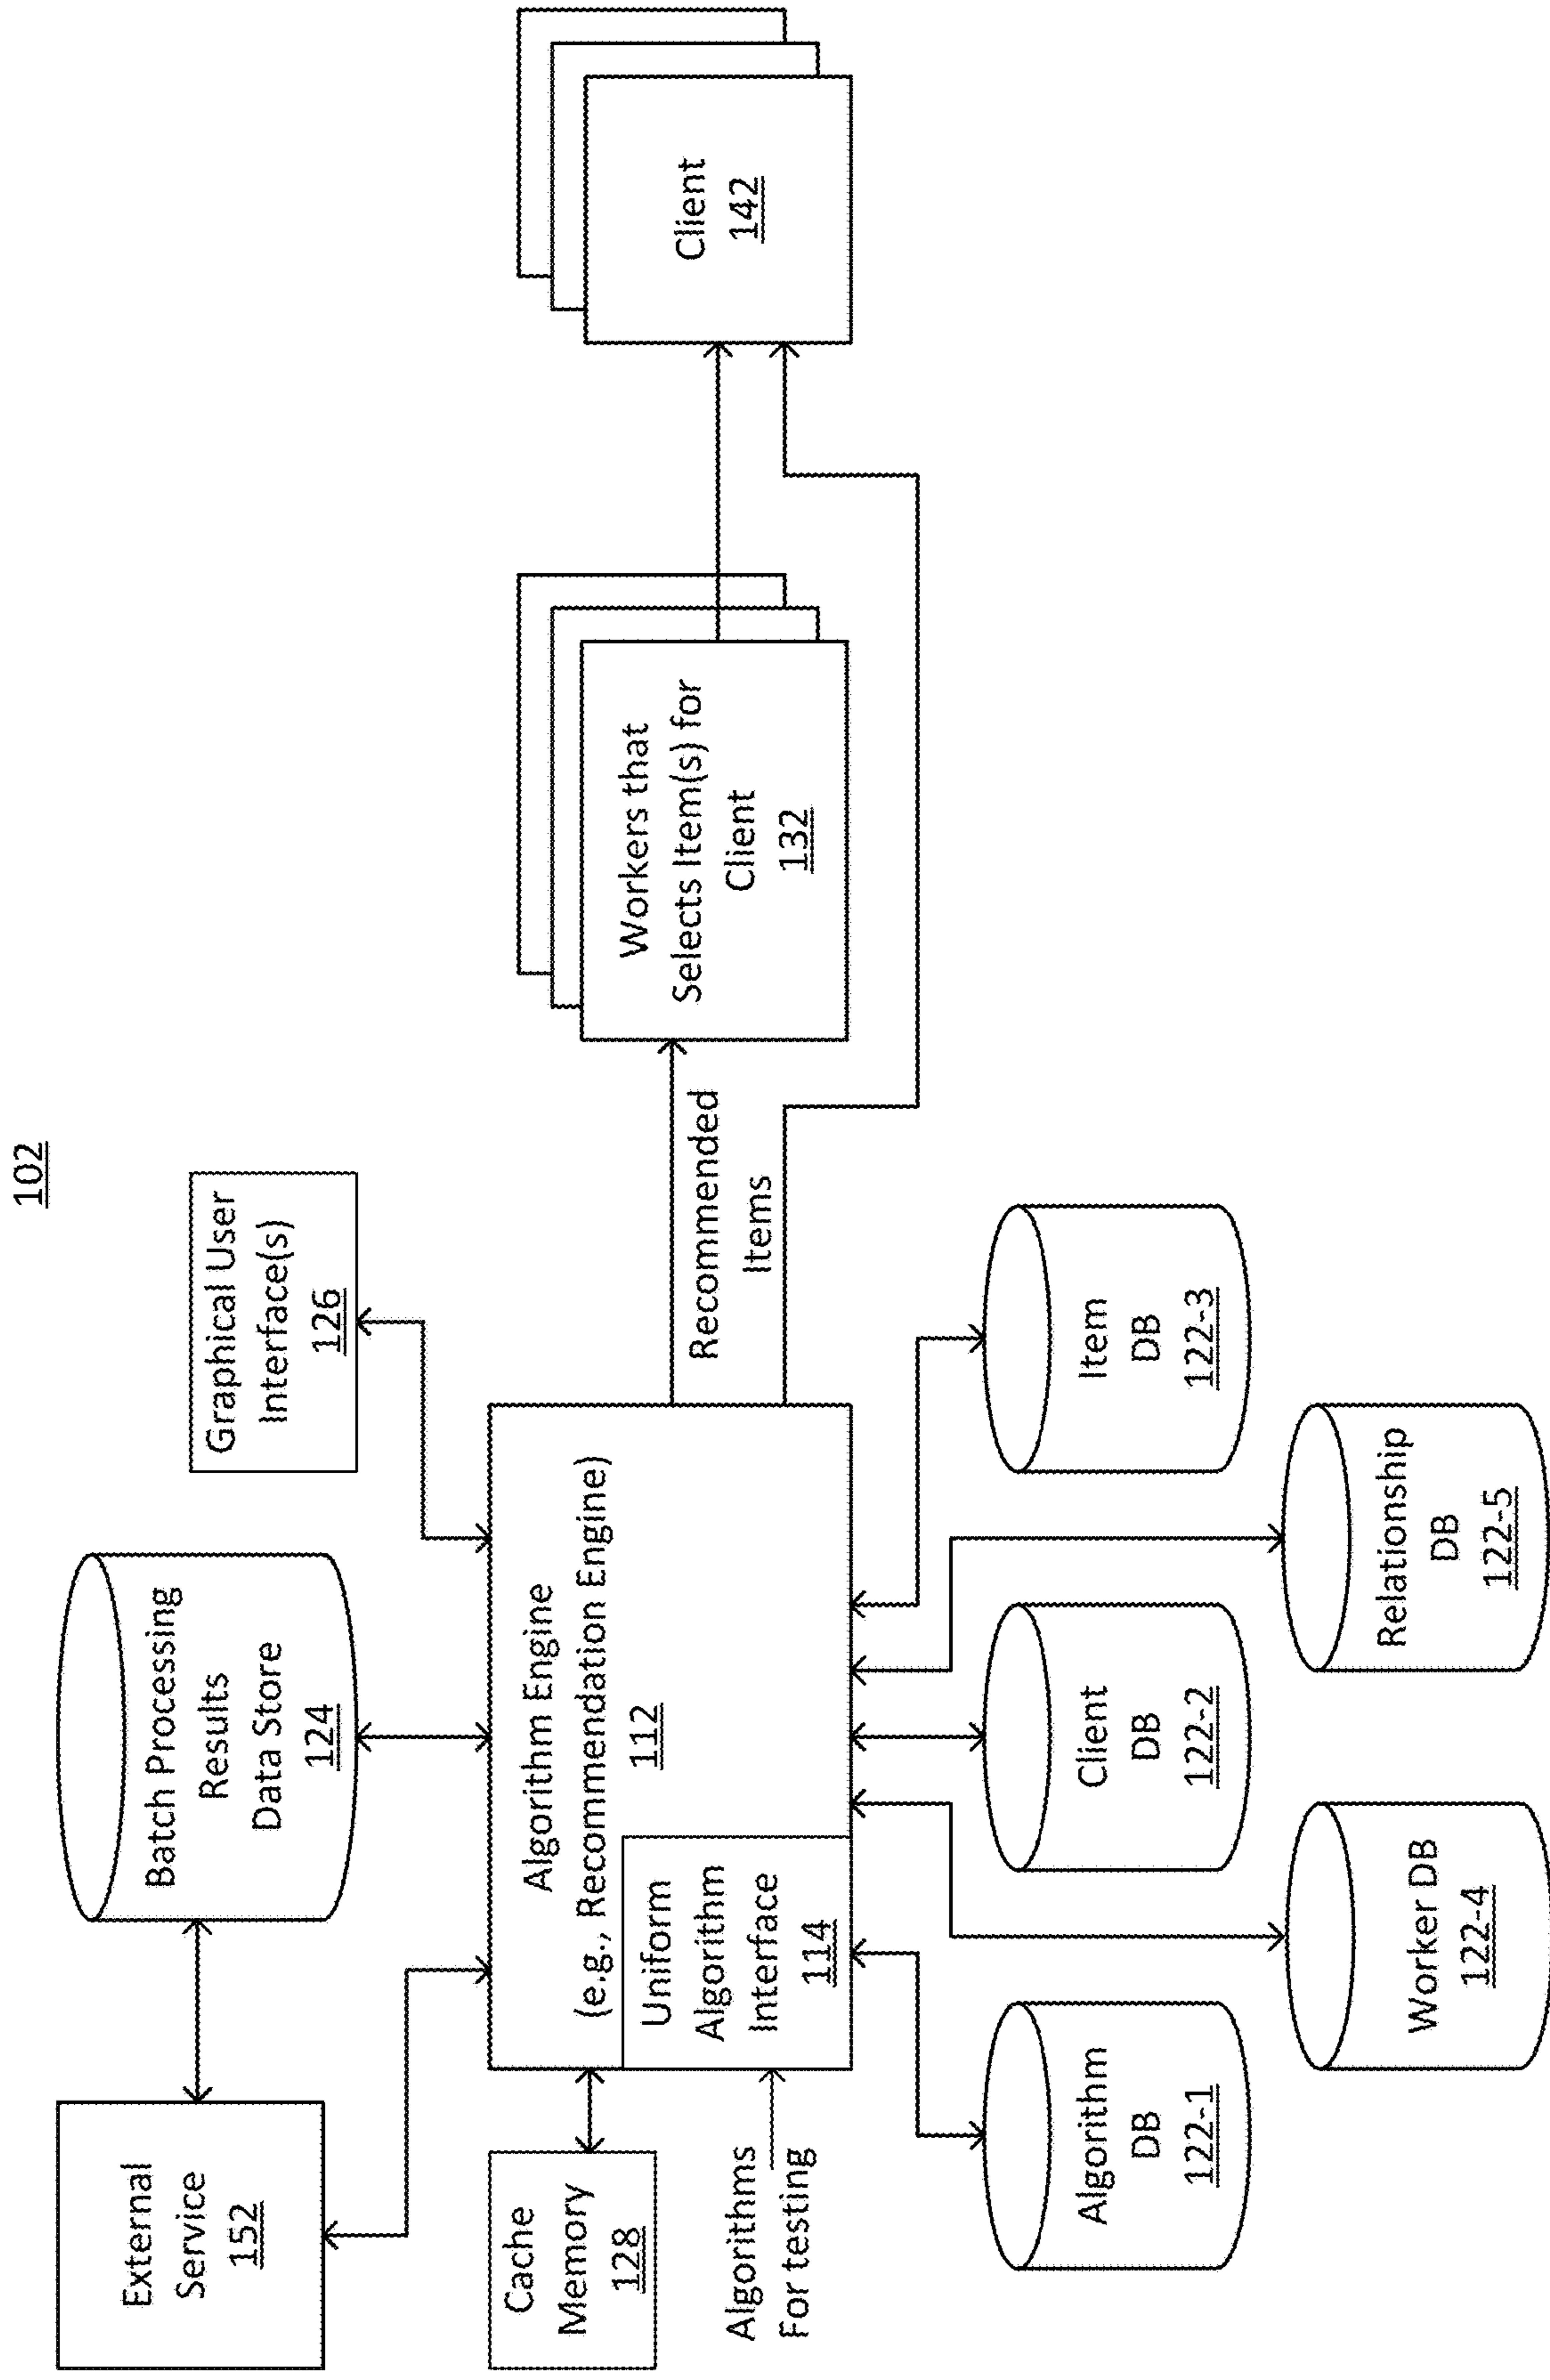 102
External
Service
152
Batch Processing
Results
Data Store
124
Graphical User
Interface(s)
126
Cache
Memory
128
Algorithms
For testing
Algorithm Engine
(e.g., Recommendation Engine)
112
Uniform
Algorithm
Interface
114
Recommended
Items
Workers that
Selects Item(s) for
Client
132
Client
142
Algorithm
DB
122-1
Client
DB
122-2
Item
DB
122-3
Worker DB
122-4
Relationship
DB
122-5